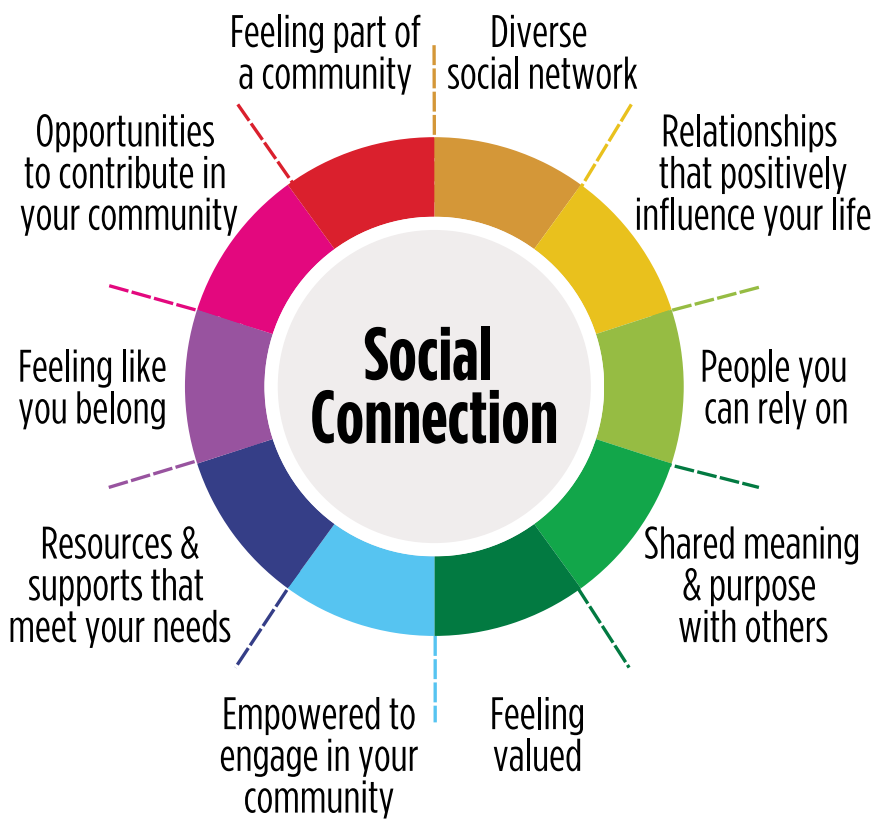 Feeling part of
a community
Diverse
social network
Relationships
that positively
influence your life
People you
can rely on
Shared meaning
& purpose
with others
Feeling
valued
Empowered to
engage in your
community
Resources &
supports that
meet your needs
Feeling like
you belong
Opportunities
to contribute in
your community
Social
Connection